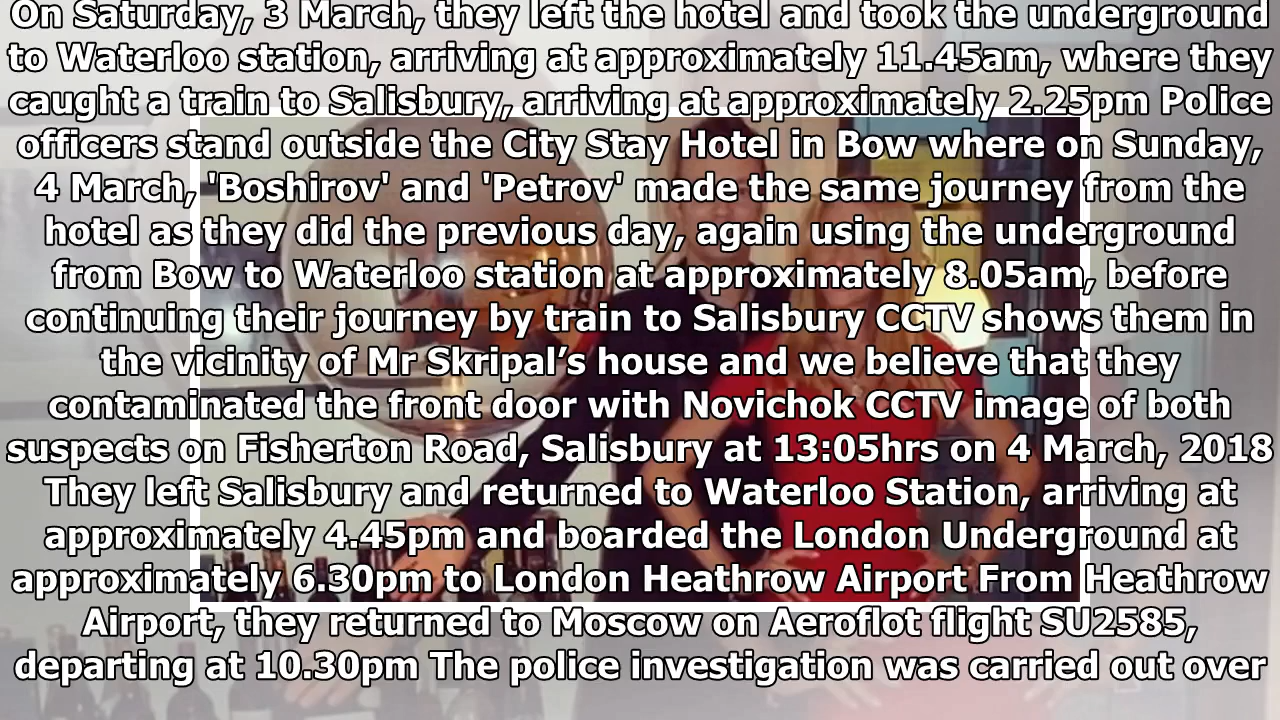 On Saturday, 3 March, they left the hotel and took the underground
to Waterloo station, arriving at approximately 11.45am, where they
caught a train to Salisbury, arriving at approximately 2.25pm Police
officers stand outside the City Stay Hotel in Bow where on Sunday,
4 March, 'Boshirov' and 'Petrov' made the same journey from the
hotel as they did the previous day, again using the underground
from Bow to Waterloo station at approximately 8.05am, before
continuing their journey by train to Salisbury CCTV shows them in
the vicinity of Mr Skripal’s house and we believe that they
contaminated the front door with Novichok CCTV image of both
suspects on Fisherton Road, Salisbury at 13:05hrs on 4 March, 2018
They left Salisbury and returned to Waterloo Station, arriving at
approximately 4.45pm and boarded the London Underground at
approximately 6.30pm to London Heathrow Airport From Heathrow
Airport, they returned to Moscow on Aeroflot flight SU2585,
departing at 10.30pm The police investigation was carried out over